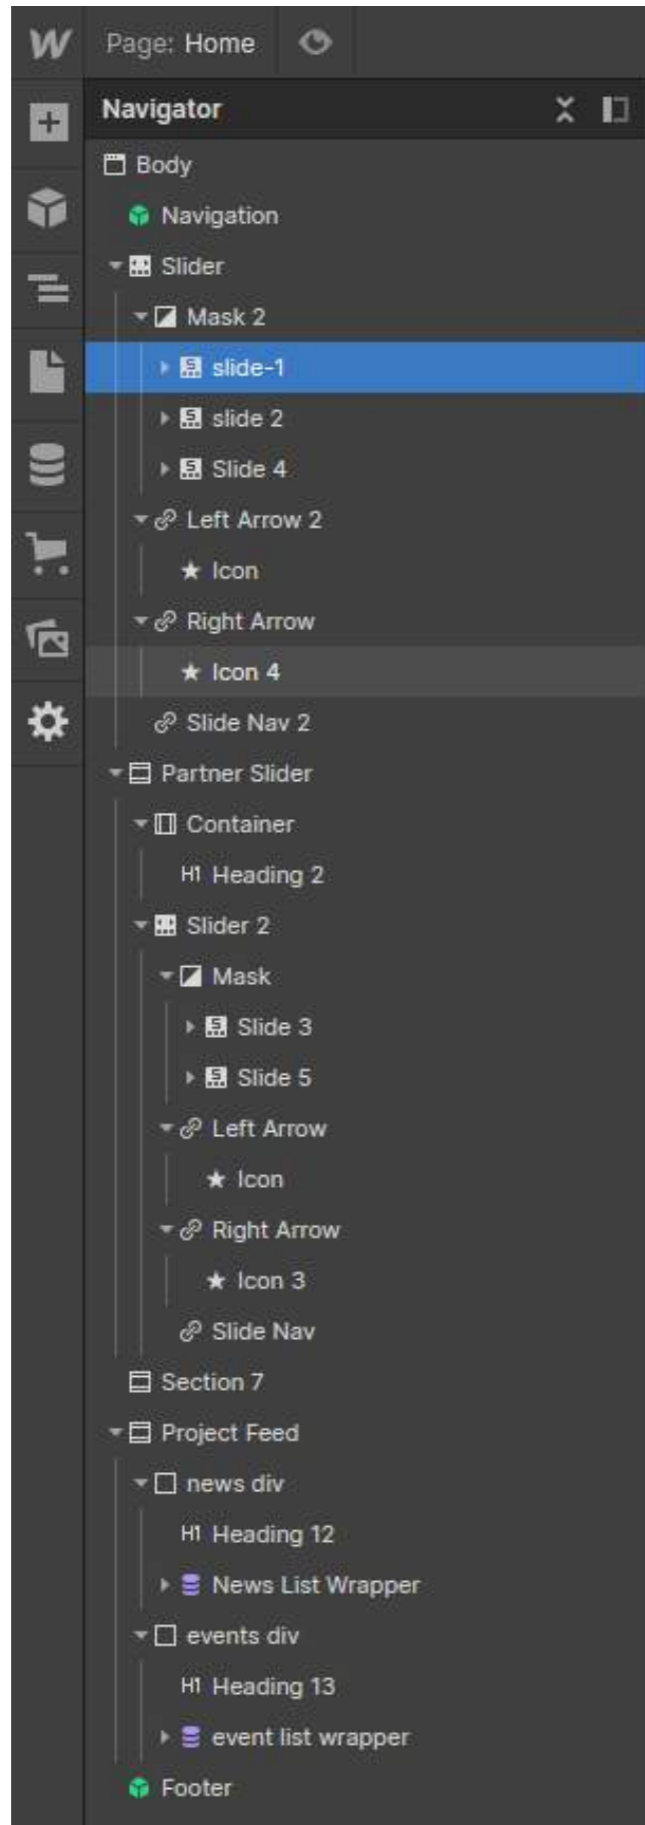 W Page: Home
Navigator
Body
Navigation
Slider
Mask 2
slide-1
slide 2
Slide 4
Left Arrow 2
Icon
Right Arrow
Icon 4
Slide Nav 2
Partner Slider
Container
H1 Heading 2
Slider 2
Mask
Slide 3
Slide 5
Left Arrow
Icon
Right Arrow
Icon 3
Slide Nav
Section 7
Project Feed
news div
H1 Heading 12
News List Wrapper
events div
H1 Heading 13
event list wrapper
Footer